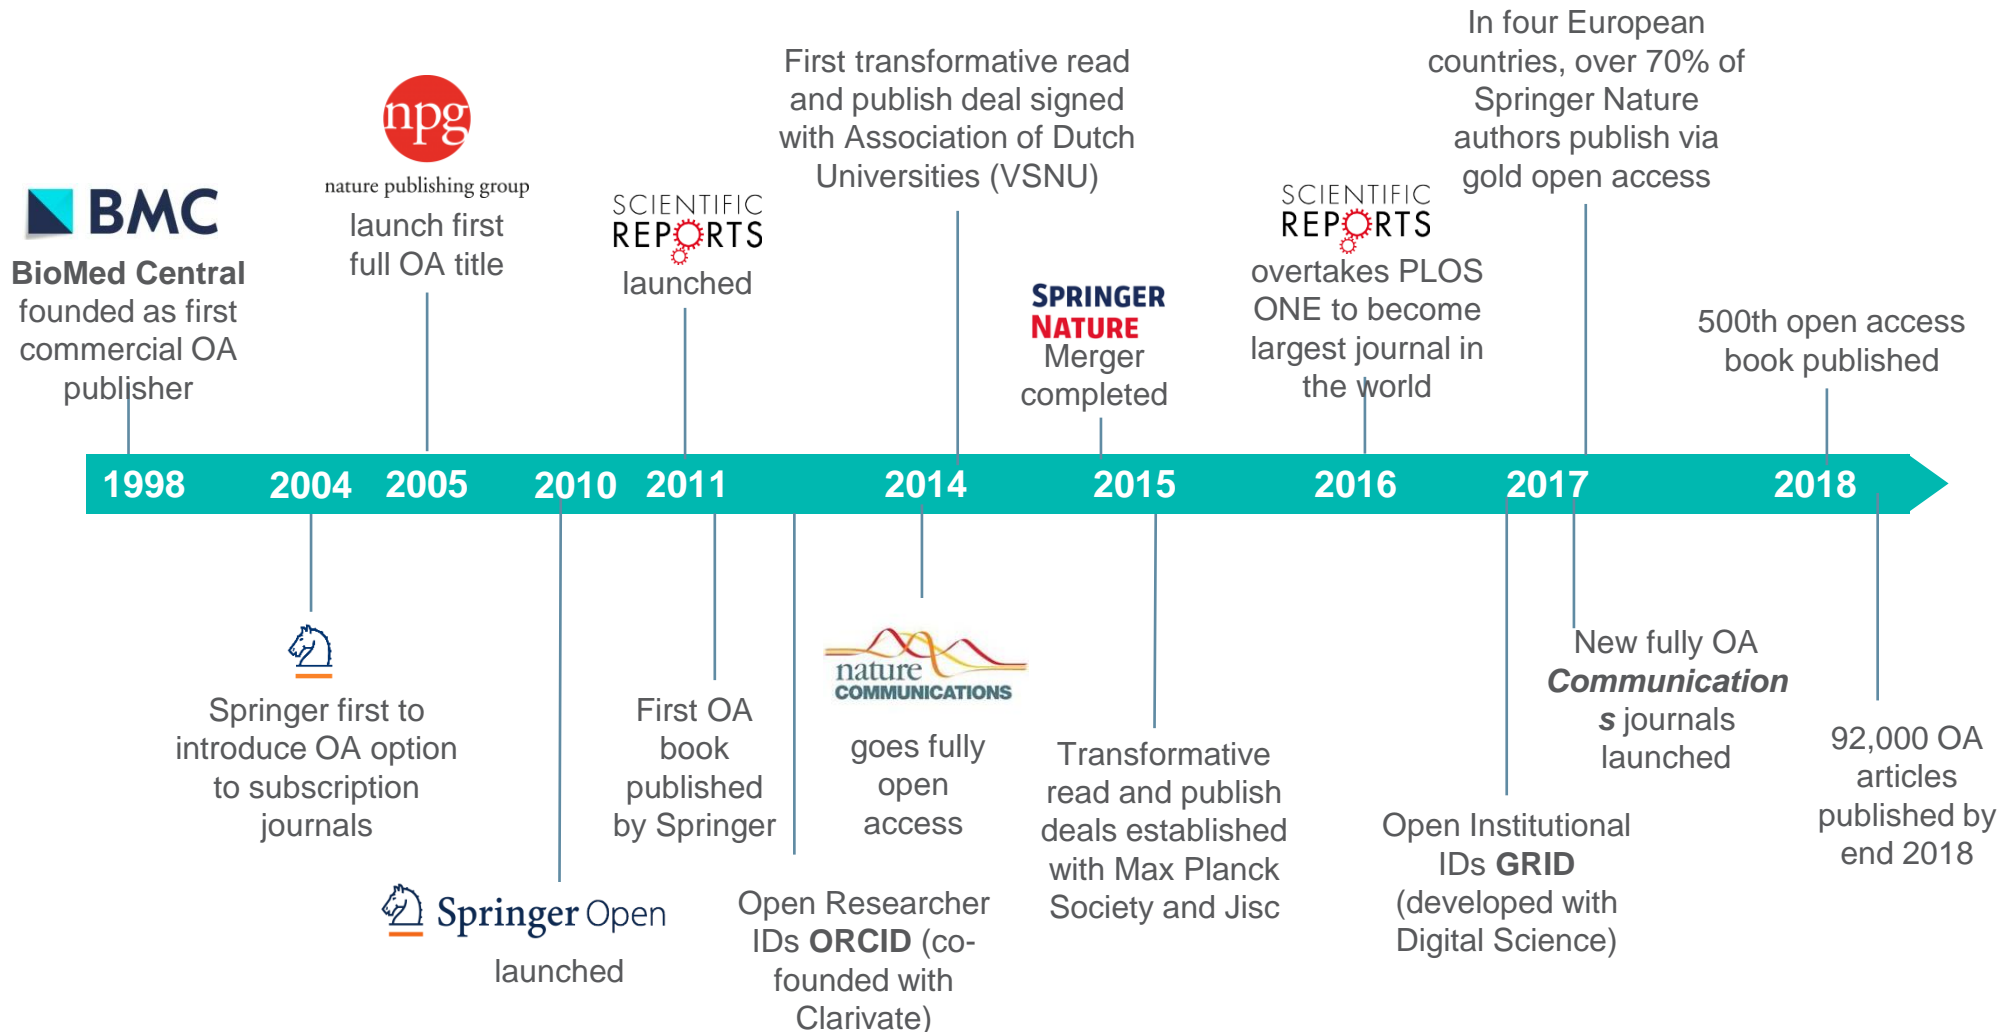 BMC
BioMed Central
founded as first
commercial OA
publisher
npg
nature publishing group
launch first
full OA title
SCIENTIFIC
REPORTS
launched
First transformative read
and publish deal signed
with Association of Dutch
Universities (VSNU)
SPRINGER
NATURE
Merger
completed
SCIENTIFIC
REPORTS
overtakes PLOS
ONE to become
largest journal in
the world
In four European
countries, over 70% of
Springer Nature
authors publish via
gold open access
500th open access
book published
1998 2004 2005 2010 2011 2014 2015 2016 2017 2018
Springer first to
introduce OA option
to subscription
journals
Springer Open
launched
First OA
book
published
by Springer
Open Researcher
IDs ORCID (co-
founded with
Clarivate)
nature
COMMUNICATIONS
goes fully
open
access
Transformative
read and publish
deals established
with Max Planck
Society and Jisc
Open Institutional
IDs GRID
(developed with
Digital Science)
New fully OA
Communication
s journals
launched
92,000 OA
articles
published by
end 2018